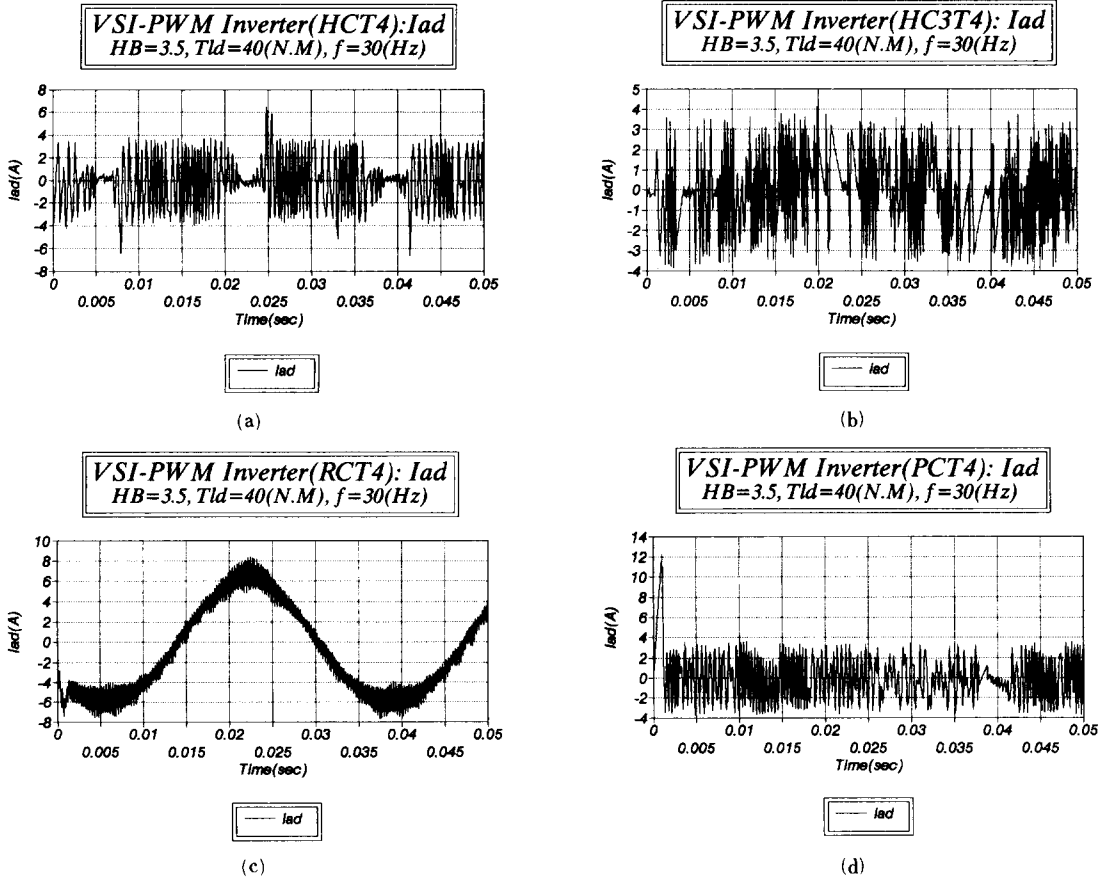 VSI-PWM Inverter(HCT4):Iad
HB=3.5, Tld=40(N.M), f=30(Hz)
8
6
4
2
0
-2
-4
-6
-8
Iad(A)
0 0.01 0.02 0.03 0.04 0.05
0.005 0.015 0.025 0.035 0.045
Time(sec)
Iad
(a)
VSI-PWM Inverter(HC3T4): Iad
HB=3.5, Tld=40(N.M), f=30(Hz)
5
4
3
2
1
0
-1
-2
-3
-4
Iad(A)
0 0.01 0.02 0.03 0.04 0.05
0.005 0.015 0.025 0.035 0.045
Time(sec)
Iad
(b)
VSI-PWM Inverter(RCT4): Iad
HB=3.5, Tld=40(N.M), f=30(Hz)
10
8
6
4
2
0
-2
-4
-6
-8
Iad(A)
0 0.01 0.02 0.03 0.04 0.05
0.005 0.015 0.025 0.035 0.045
Time(sec)
Iad
(c)
VSI-PWM Inverter(PCT4): Iad
HB=3.5, Tld=40(N.M), f=30(Hz)
14
12
10
8
6
4
2
0
-2
-4
Iad(A)
0 0.01 0.02 0.03 0.04 0.05
0.005 0.015 0.025 0.035 0.045
Time(sec)
Iad
(d)